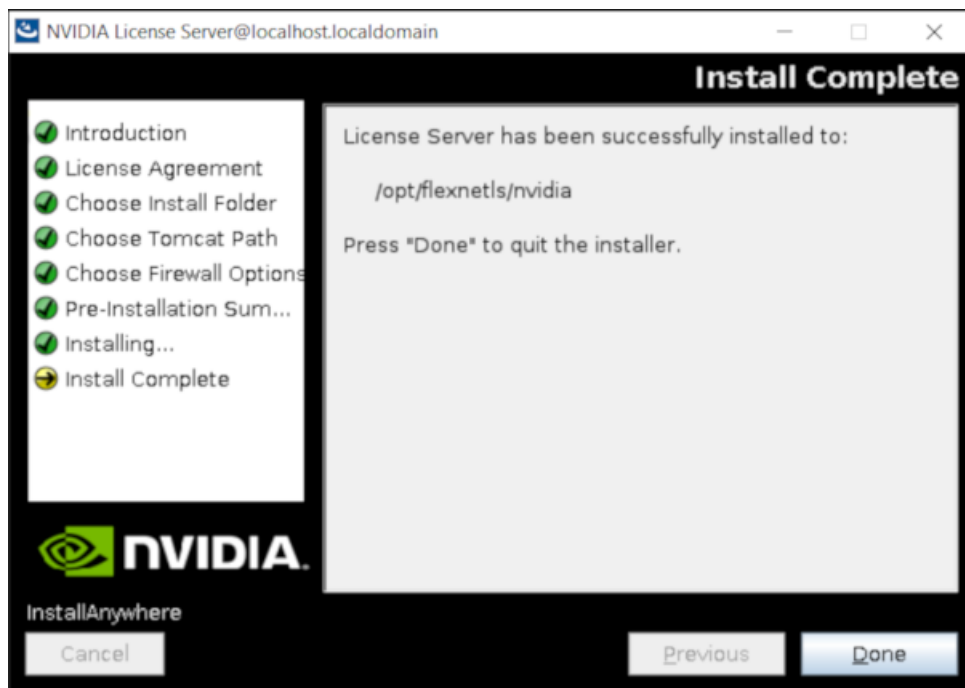 NVIDIA License Server@localhost.localdomain
Install Complete
Introduction
License Agreement
Choose Install Folder
Choose Tomcat Path
Choose Firewall Options
Pre-Installation Sum...
Installing...
Install Complete
License Server has been successfully installed to:
/opt/flexnetls/nvidia
Press "Done" to quit the installer.
NVIDIA.
InstallAnywhere
Cancel
Previous
Done